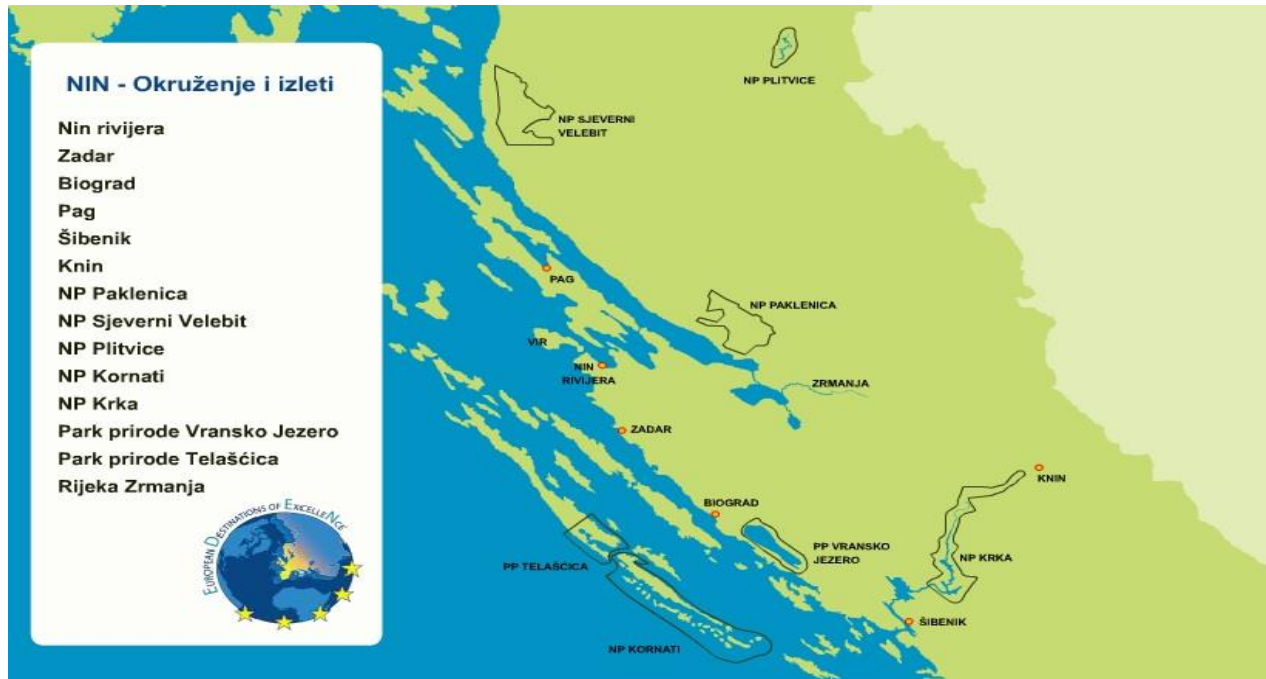 NIN - Okruženje i izleti
Nin rivijera
Zadar
Biograd
Pag
Šibenik
Knin
NP Paklenica
NP Sjeverni Velebit
NP Plitvice
NP Kornati
NP Krka
Park prirode Vransko Jezero
Park prirode Telašćica
Rijeka Zrmanja
EUROPEAN DESTINATIONS OF EXCELLENCE
NP PLITVICE
NP SJEVERNI
VELEBIT
PAG
NP PAKLENICA
VIR
NIN
RIVIJERA
ZRMANJA
ZADAR
KNIN
BIOGRAD
PP VRANSKO
JEZERO
NP KRKA
PP TELAŠĆICA
ŠIBENIK
NP KORNATI